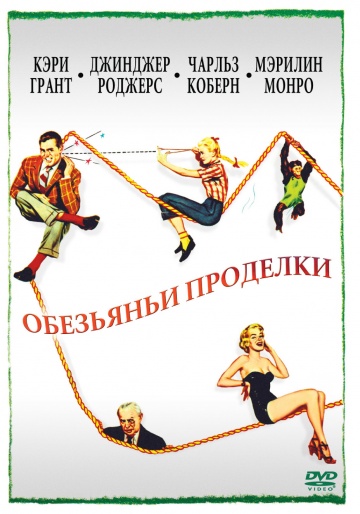 КЭРИ ДЖИНДЖЕР ЧАРЛЬЗ МЭРИЛИН
ГРАНТ • РОДЖЕРС • КОБЕРН • МОНРО
ОБЕЗЬЯНЬИ ПРОДЕЛКИ
DVD
VIDEO